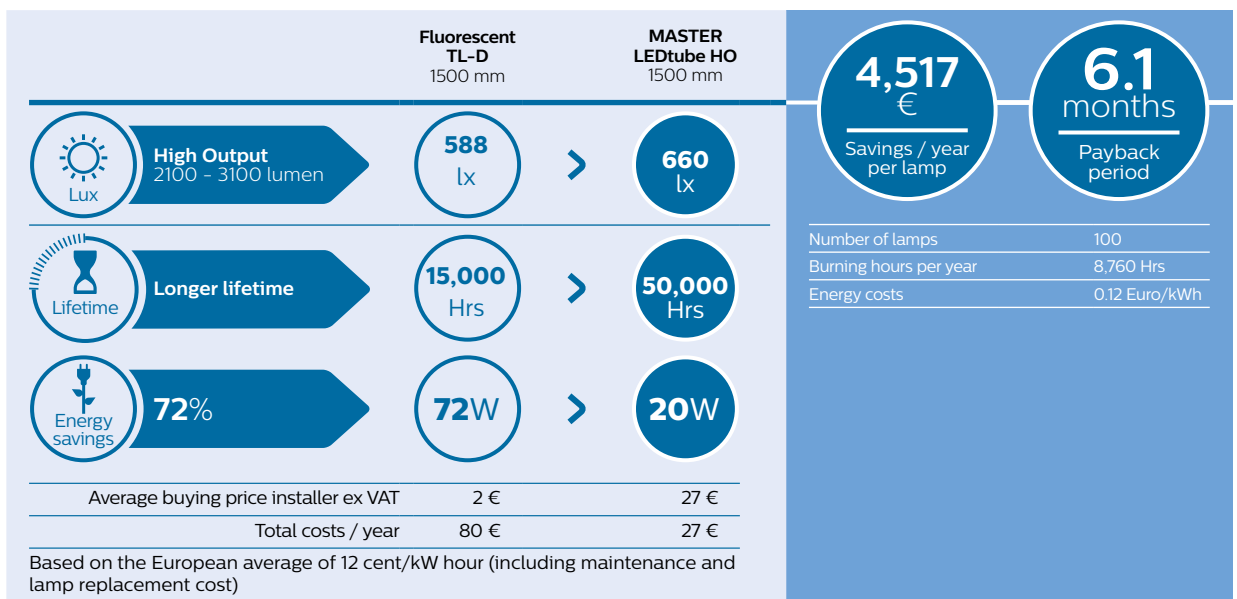 Fluorescent
TL-D
1500 mm
MASTER
LEDtube HO
1500 mm
Lux
High Output
2100 - 3100 lumen
588
lx
>
660
lx
Lifetime
Longer lifetime
15,000
Hrs
>
50,000
Hrs
Energy
savings
72%
72W
>
20W
Average buying price installer ex VAT 2 € 27 €
Total costs / year 80 € 27 €
Based on the European average of 12 cent/kW hour (including maintenance and
lamp replacement cost)
4,517
€
Savings / year
per lamp
6.1
months
Payback
period
Number of lamps 100
Burning hours per year 8,760 Hrs
Energy costs 0.12 Euro/kWh